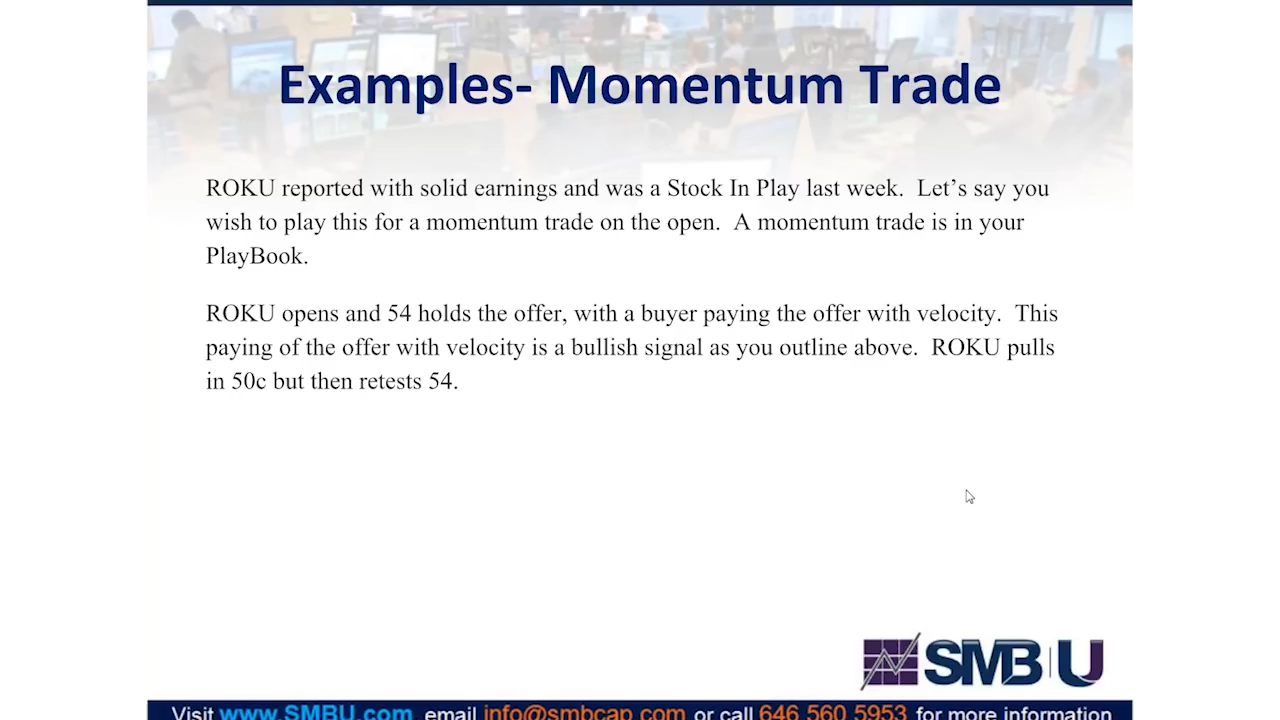 Examples- Momentum Trade
ROKU reported with solid earnings and was a Stock In Play last week.  Let’s say you
wish to play this for a momentum trade on the open.  A momentum trade is in your
PlayBook.
ROKU opens and 54 holds the offer, with a buyer paying the offer with velocity.  This
paying of the offer with velocity is a bullish signal as you outline above.  ROKU pulls
in 50c but then retests 54.
SMB U
Visit www.SMBU.com email info@smbcap.com or call 646.560.5953 for more information